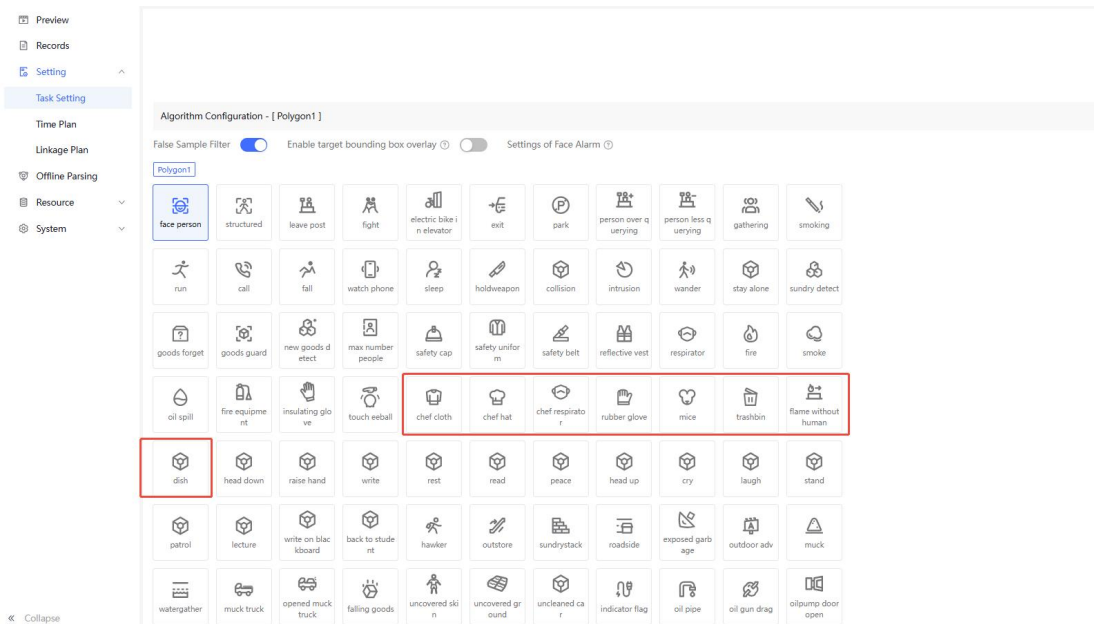 Preview
Records
Setting
Task Setting
Time Plan
Linkage Plan
Offline Parsing
Resource
System
Collapse
Algorithm Configuration - [ Polygon1 ]
False Sample Filter
Enable target bounding box overlay
Settings of Face Alarm
Polygon1
face person
structured
leave post
fight
electric bike i
n elevator
exit
park
person over q
uerying
person less q
uerying
gathering
smoking
run
call
fall
watch phone
sleep
holdweapon
collision
intrusion
wander
stay alone
sundry detect
goods forget
goods guard
new goods d
etect
max number
people
safety cap
safety unifor
m
safety belt
reflective vest
respirator
fire
smoke
oil spill
fire equipme
nt
insulating glo
ve
touch eeball
chef cloth
chef hat
chef respirato
r
rubber glove
mice
trashbin
flame without
human
dish
head down
raise hand
write
rest
read
peace
head up
cry
laugh
stand
patrol
lecture
write on blac
kboard
back to stude
nt
hawker
outstore
sundrystack
roadside
exposed garb
age
outdoor adv
muck
watergather
muck truck
opened muck
truck
falling goods
uncovered ski
n
uncovered gr
ound
uncleaned ca
r
indicator flag
oil pipe
oil gun drag
oilpump door
open